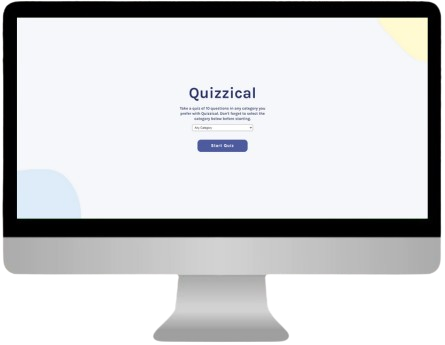 Quizzical
Take a quiz of 10 questions in any category you
prefer with Quizzical. Don't forget to select the
category below before starting.
Any Category
Start Quiz